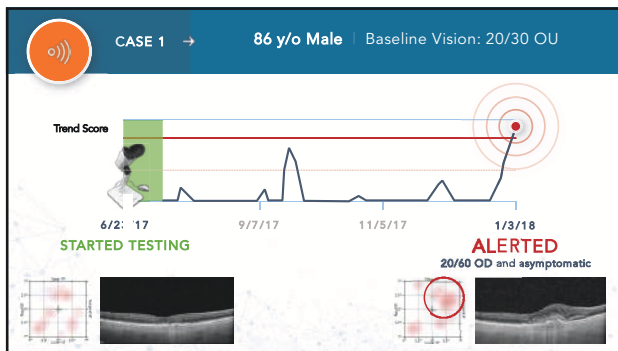 CASE 1 → 86 y/o Male | Baseline Vision: 20/30 OU
Trend Score
9/7/17 11/5/17 1/3/18
STARTED TESTING ALERTED
20/60 OD and asymptomatic